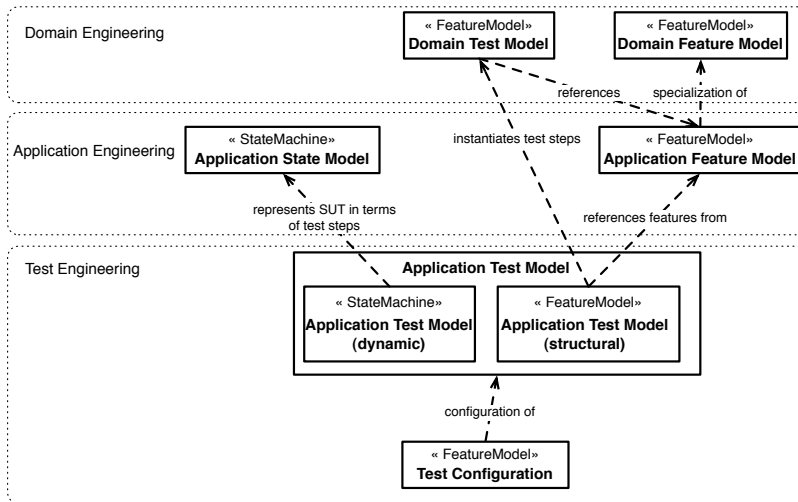 Domain Engineering
« FeatureModel»
Domain Test Model
« FeatureModel»
Domain Feature Model
references
specialization of
Application Engineering
« StateMachine»
Application State Model
instantiates test steps
« FeatureModel»
Application Feature Model
represents SUT in terms
of test steps
references features from
Test Engineering
Application Test Model
« StateMachine»
Application Test Model
(dynamic)
« FeatureModel»
Application Test Model
(structural)
configuration of
« FeatureModel»
Test Configuration